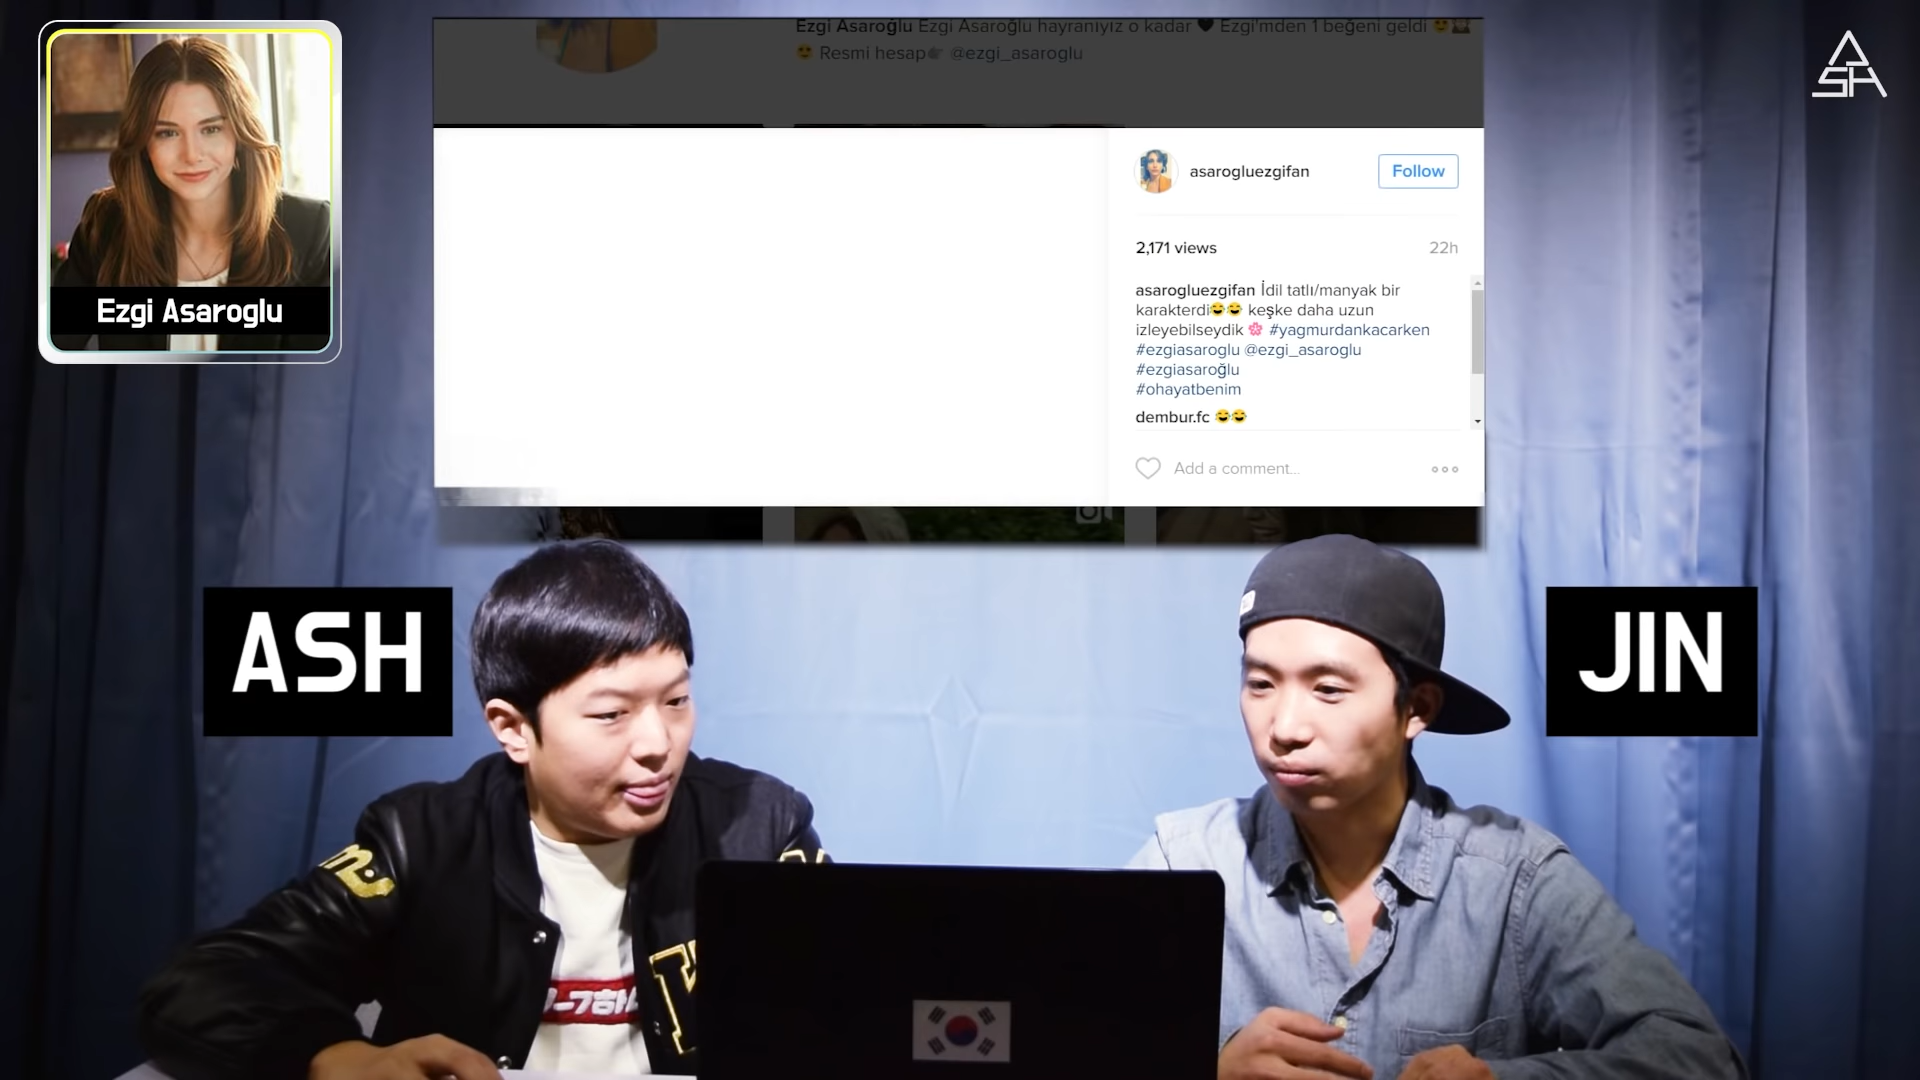 Ezgi Asaroğlu Ezgi Asaroğlu hayranıyız o kadar 🖤 Ezgi'mden 1 beğeni geldi
Resmi hesap @ezgi_asaroglu
ASH
Ezgi Asaroglu
asarogluezgifan
Follow
2,171 views
22h
asarogluezgifan İdil tatlı/manyak bir
karakterdi😂😂 keşke daha uzun
izleyebilseydik 🌸 #yagmurdankacarken
#ezgiasaroglu @ezgi_asaroglu
#ezgiasaroğlu
#ohayatbenim
dembur.fc 😂😂
Add a comment...
ASH
JIN